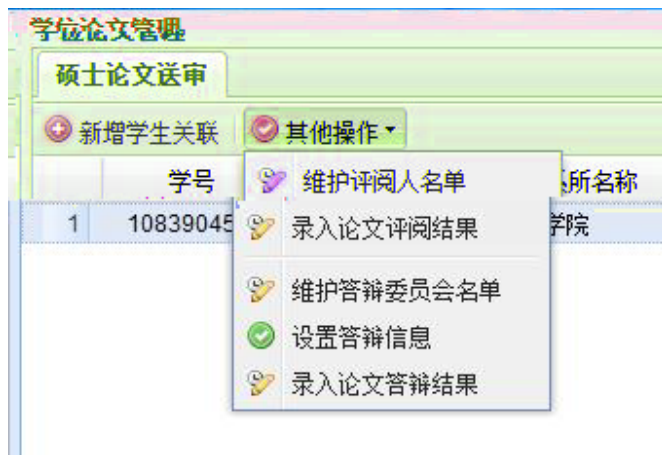 学位论文管理
硕士论文送审
新增学生关联 其他操作
学号 维护评阅人名单 所名称
1 10839045 录入论文评阅结果 学院
维护答辩委员会名单
设置答辩信息
录入论文答辩结果